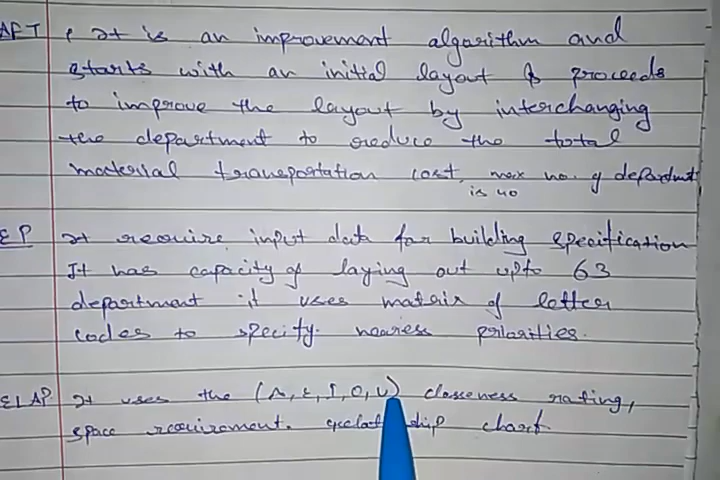 AFT : It is an improvement algorithm and
starts with an initial layout & proceeds
to improve the layout by interchanging
the department to reduce the total
material transportation cost, max no. of department
is 40
EP It require input data for building specification
It has capacity of laying out upto 63
department it uses matrix of letter
codes to specify nearess priarities.
ELAP It uses the (A, E, I, O, U) classeness rating,
space requirement. chart